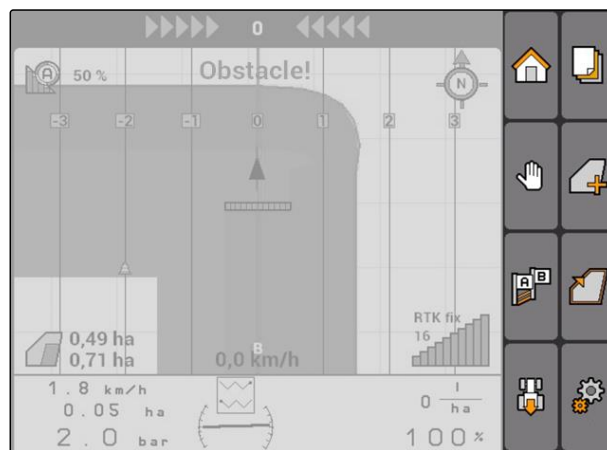 0
A 50 % Obstacle! N
-3 -2 -1 0 1 2 3
A B
RTK fix
16
0,49 ha
0,71 ha 0,0 km/h B
1.8 km/h
0.05 ha 0 l/ha
2.0 bar 100%